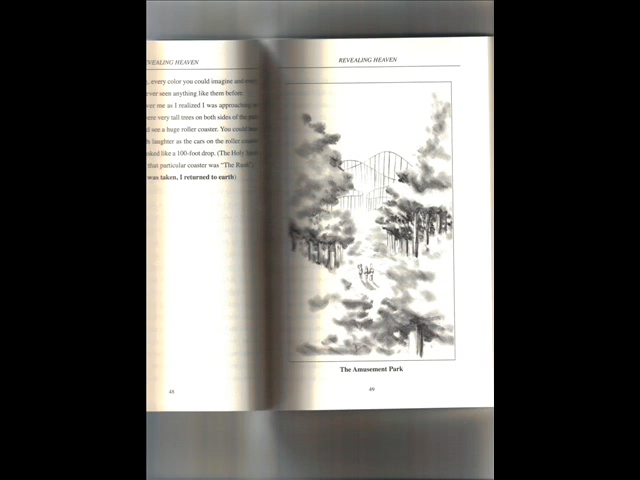 REVEALING HEAVEN
, every color you could imagine and
ever seen anything like them before.
ver me as I realized I was approaching
ere very tall trees on both sides of the
d see a huge roller coaster. You could
h laughter as the cars on the roller coaster
oked like a 100-foot drop. (The Holy
that particular coaster was "The
was taken, I returned to earth)
48
REVEALING HEAVEN
The Amusement Park
49